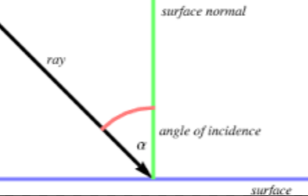 surface normal
ray
angle of incidence
α
surface